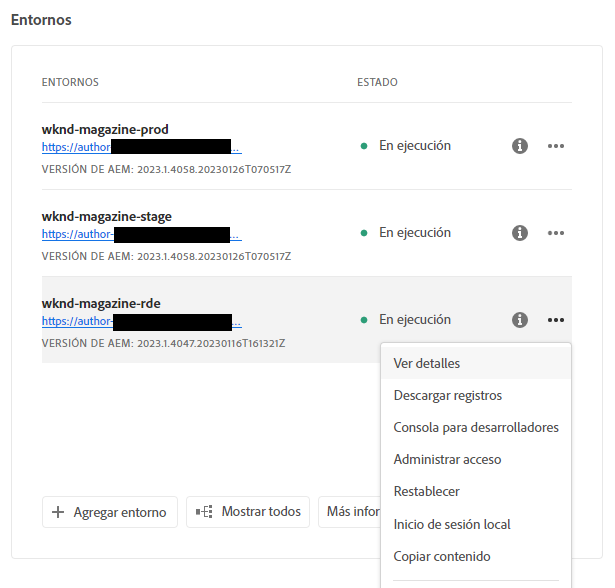 Entornos
ENTORNOS ESTADO
wknd-magazine-prod
https://author- ...
En ejecución
VERSIÓN DE AEM: 2023.1.4058.20230126T070517Z
wknd-magazine-stage
https://author- ...
En ejecución
VERSIÓN DE AEM: 2023.1.4058.20230126T070517Z
wknd-magazine-rde
https://author- ...
En ejecución
VERSIÓN DE AEM: 2023.1.4047.20230116T161321Z
Ver detalles
Descargar registros
Consola para desarrolladores
Administrar acceso
Restablecer
Inicio de sesión local
Copiar contenido
Agregar entorno Mostrar todos Más infor